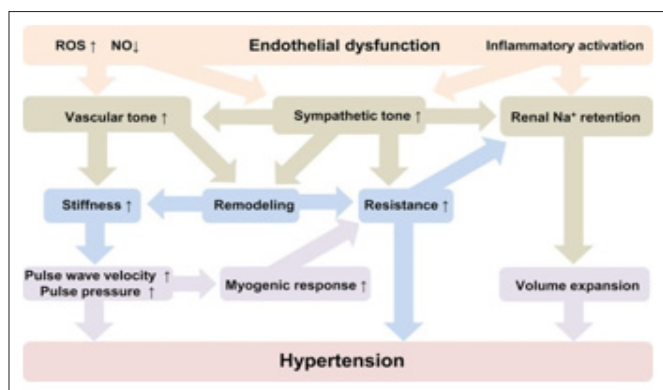 ROS ↑ NO↓ Endothelial dysfunction Inflammatory activation
Vascular tone ↑ Sympathetic tone ↑ Renal Na⁺ retention
Stiffness ↑ Remodeling Resistance ↑
Pulse wave velocity ↑
Pulse pressure ↑
Myogenic response ↑
Volume expansion
Hypertension